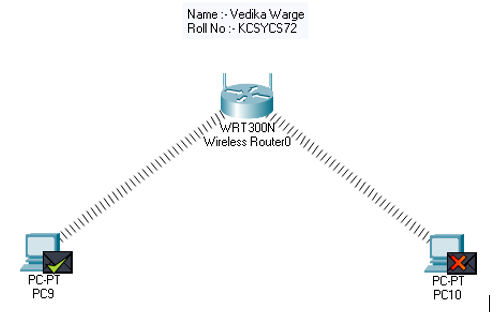 Name :- Vedika Warge
Roll No :- KCSYCS72
WRT300N
Wireless Router0
PC-PT
PC9
PC-PT
PC10